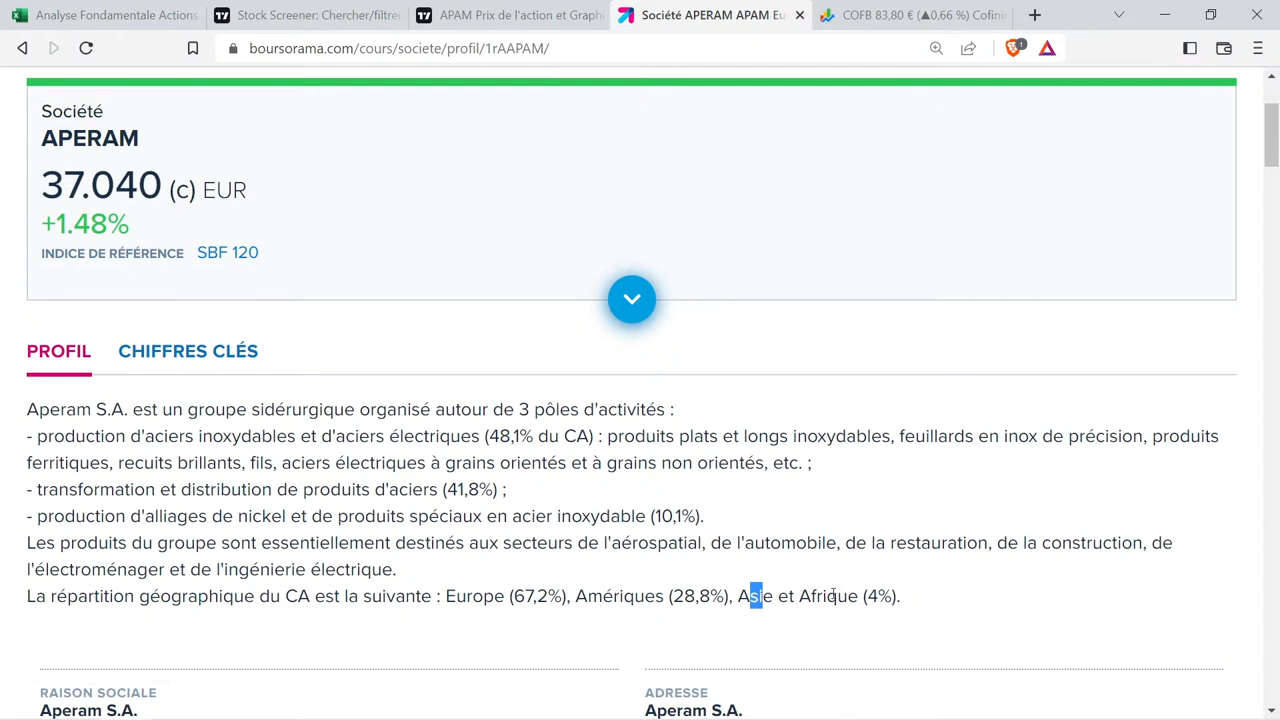 Analyse Fondamentale Actions
Stock Screener: Chercher/filtrer
APAM Prix de l'action et Graph
Société APERAM APAM Eu
COFB 83,80 € (▲0,66 %) Cofini
boursorama.com/cours/societe/profil/1rAAPAM/
1
Société
APERAM
37.040 (c) EUR
+1.48%
INDICE DE RÉFÉRENCE SBF 120
PROFIL CHIFFRES CLÉS
Aperam S.A. est un groupe sidérurgique organisé autour de 3 pôles d'activités :
- production d'aciers inoxydables et d'aciers électriques (48,1% du CA) : produits plats et longs inoxydables, feuillards en inox de précision, produits
ferritiques, recuits brillants, fils, aciers électriques à grains orientés et à grains non orientés, etc. ;
- transformation et distribution de produits d'aciers (41,8%) ;
- production d'alliages de nickel et de produits spéciaux en acier inoxydable (10,1%).
Les produits du groupe sont essentiellement destinés aux secteurs de l'aérospatial, de l'automobile, de la restauration, de la construction, de
l'électroménager et de l'ingénierie électrique.
La répartition géographique du CA est la suivante : Europe (67,2%), Amériques (28,8%), Asie et Afrique (4%).
RAISON SOCIALE
Aperam S.A.
ADRESSE
Aperam S.A.